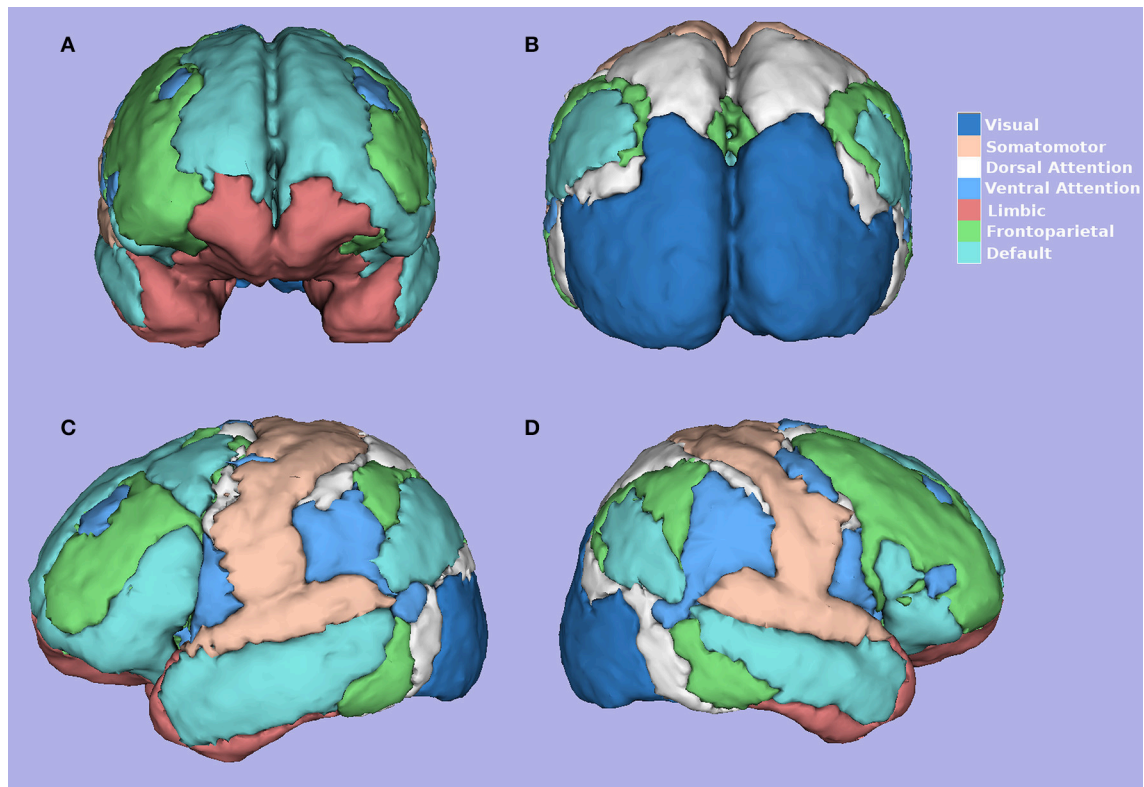 A
B
Visual
Somatomotor
Dorsal Attention
Ventral Attention
Limbic
Frontoparietal
Default
C
D